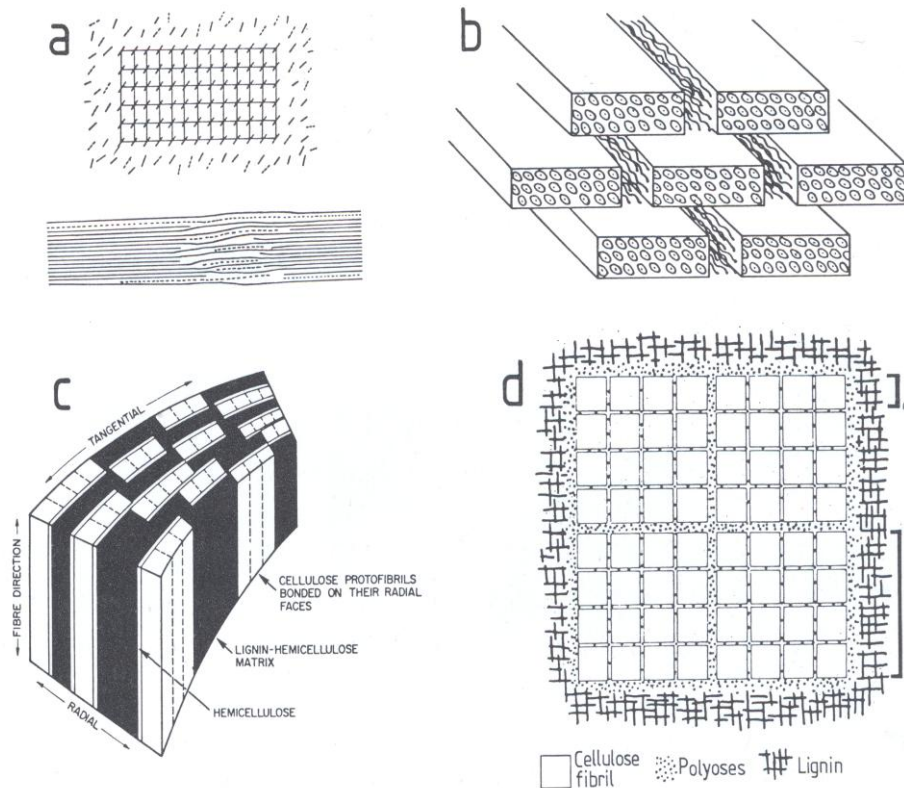 a
b
c
TANGENTIAL
FIBRE DIRECTION
RADIAL
CELLULOSE PROTOFIBRILS
BONDED ON THEIR RADIAL
FACES
LIGNIN-HEMICELLULOSE
MATRIX
HEMICELLULOSE
d
Cellulose
fibril
Polyoses
Lignin